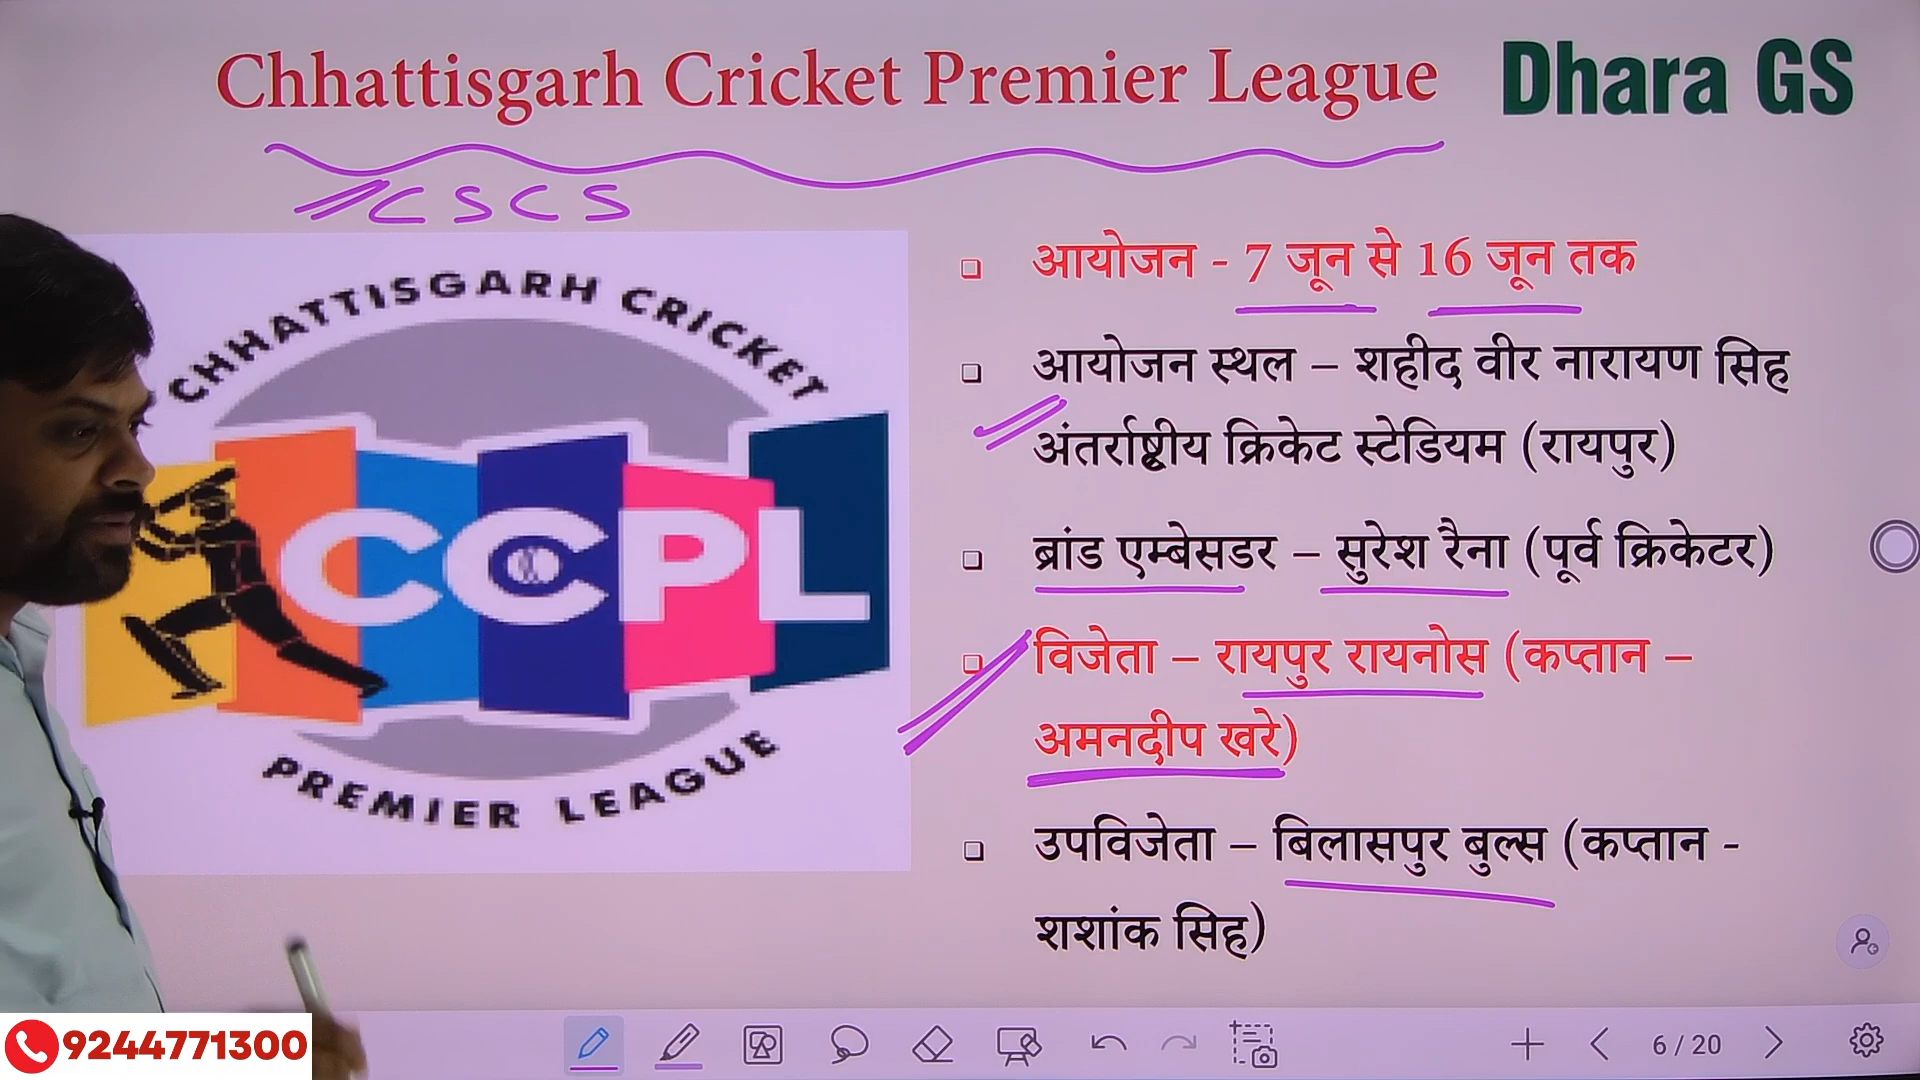 Chhattisgarh Cricket Premier League
Dhara GS
CSCS
CHHATTISGARH CRICKET
CCPL
PREMIER LEAGUE
आयोजन - 7 जून से 16 जून तक
आयोजन स्थल – शहीद वीर नारायण सिंह
अंतर्राष्ट्रीय क्रिकेट स्टेडियम (रायपुर)
ब्रांड एम्बेसडर – सुरेश रैना (पूर्व क्रिकेटर)
विजेता – रायपुर रायनोस (कप्तान –
अमनदीप खरे)
उपविजेता – बिलासपुर बुल्स (कप्तान -
शशांक सिंह)
9244771300
6 / 20